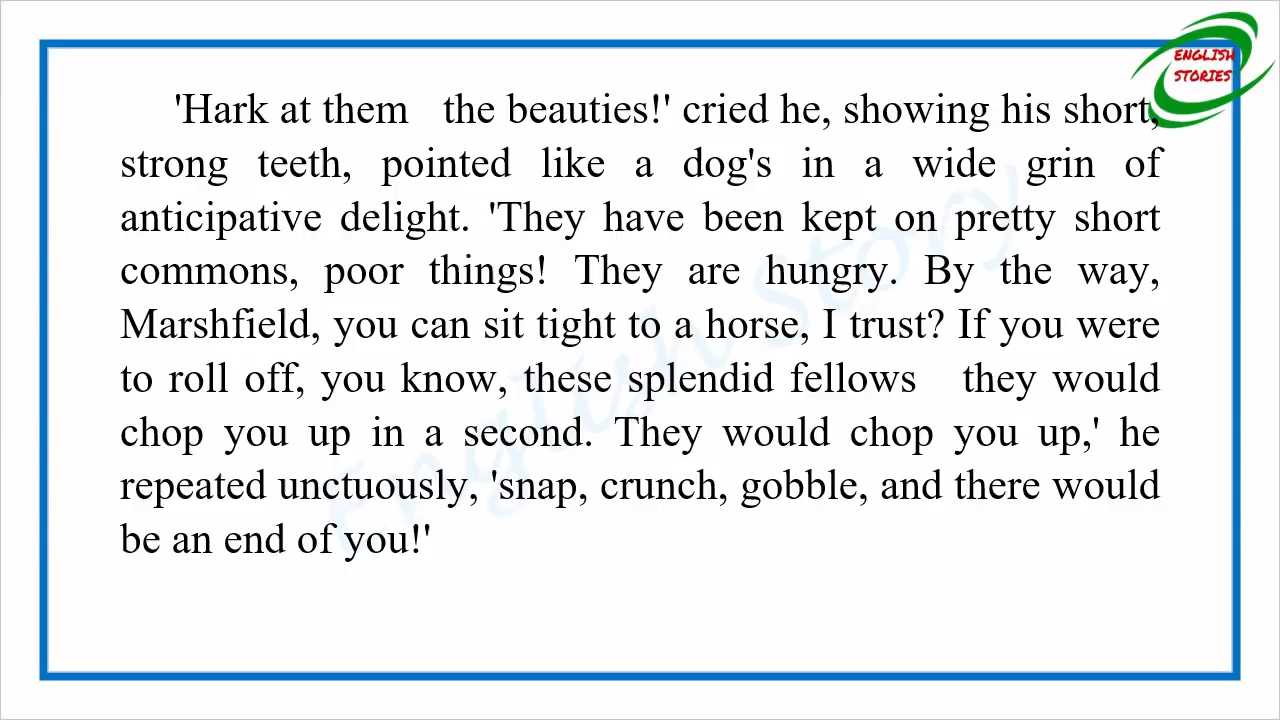 ENGLISH
STORIES
'Hark at them   the beauties!' cried he, showing his short,
strong teeth, pointed like a dog's in a wide grin of
anticipative delight. 'They have been kept on pretty short
commons, poor things! They are hungry. By the way,
Marshfield, you can sit tight to a horse, I trust? If you were
to roll off, you know, these splendid fellows   they would
chop you up in a second. They would chop you up,' he
repeated unctuously, 'snap, crunch, gobble, and there would
be an end of you!'
English Story